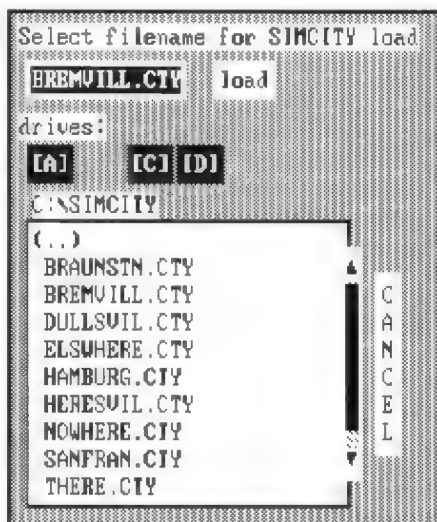 Select filename for SIMCITY load
BREMVILL.CTY load
drives:
[A] [C] [D]
C:\SIMCITY
(..)
BRAUNSTN.CTY
BREMVILL.CTY
DULLSVIL.CTY
ELSWHERE.CTY
HAMBURG.CTY
HERESVIL.CTY
NOWHERE.CTY
SANFRAN.CTY
THERE.CTY
CANCEL